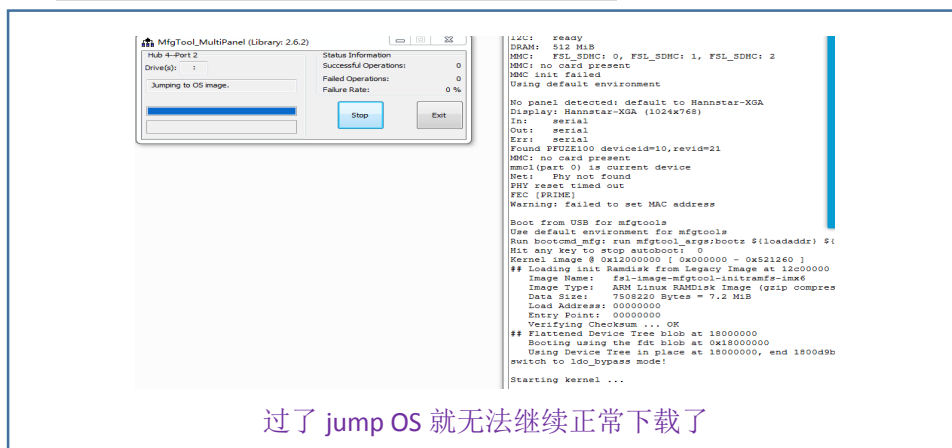 MfgTool_MultiPanel (Library: 2.6.2)
Hub 4--Port 2
Drive(s): :
Jumping to OS image.
Status Information
Successful Operations: 0
Failed Operations: 0
Failure Rate: 0 %
Stop
Exit
I2C: ready
DRAM: 512 MiB
MMC: FSL_SDHC: 0, FSL_SDHC: 1, FSL_SDHC: 2
MMC: no card present
MMC init failed
Using default environment
No panel detected: default to Hannstar-XGA
Display: Hannstar-XGA (1024x768)
In: serial
Out: serial
Err: serial
Found PFUZE100 deviceid=10,revid=21
MMC: no card present
mmc1(part 0) is current device
Net: Phy not found
PHY reset timed out
FEC [PRIME]
Warning: failed to set MAC address
Boot from USB for mfgtools
Use default environment for mfgtools
Run bootcmd_mfg: run mfgtool_args;bootz ${loadaddr} ${
Hit any key to stop autoboot: 0
Kernel image @ 0x12000000 [ 0x000000 - 0x521260 ]
## Loading init Ramdisk from Legacy Image at 12c00000
Image Name: fsl-image-mfgtool-initramfs-imx6
Image Type: ARM Linux RAMDisk Image (gzip compres
Data Size: 7508220 Bytes = 7.2 MiB
Load Address: 00000000
Entry Point: 00000000
Verifying Checksum ... OK
## Flattened Device Tree blob at 18000000
Booting using the fdt blob at 0x18000000
Using Device Tree in place at 18000000, end 1800d9b
switch to ldo_bypass mode!
Starting kernel ...
过了 jump OS 就无法继续正常下载了